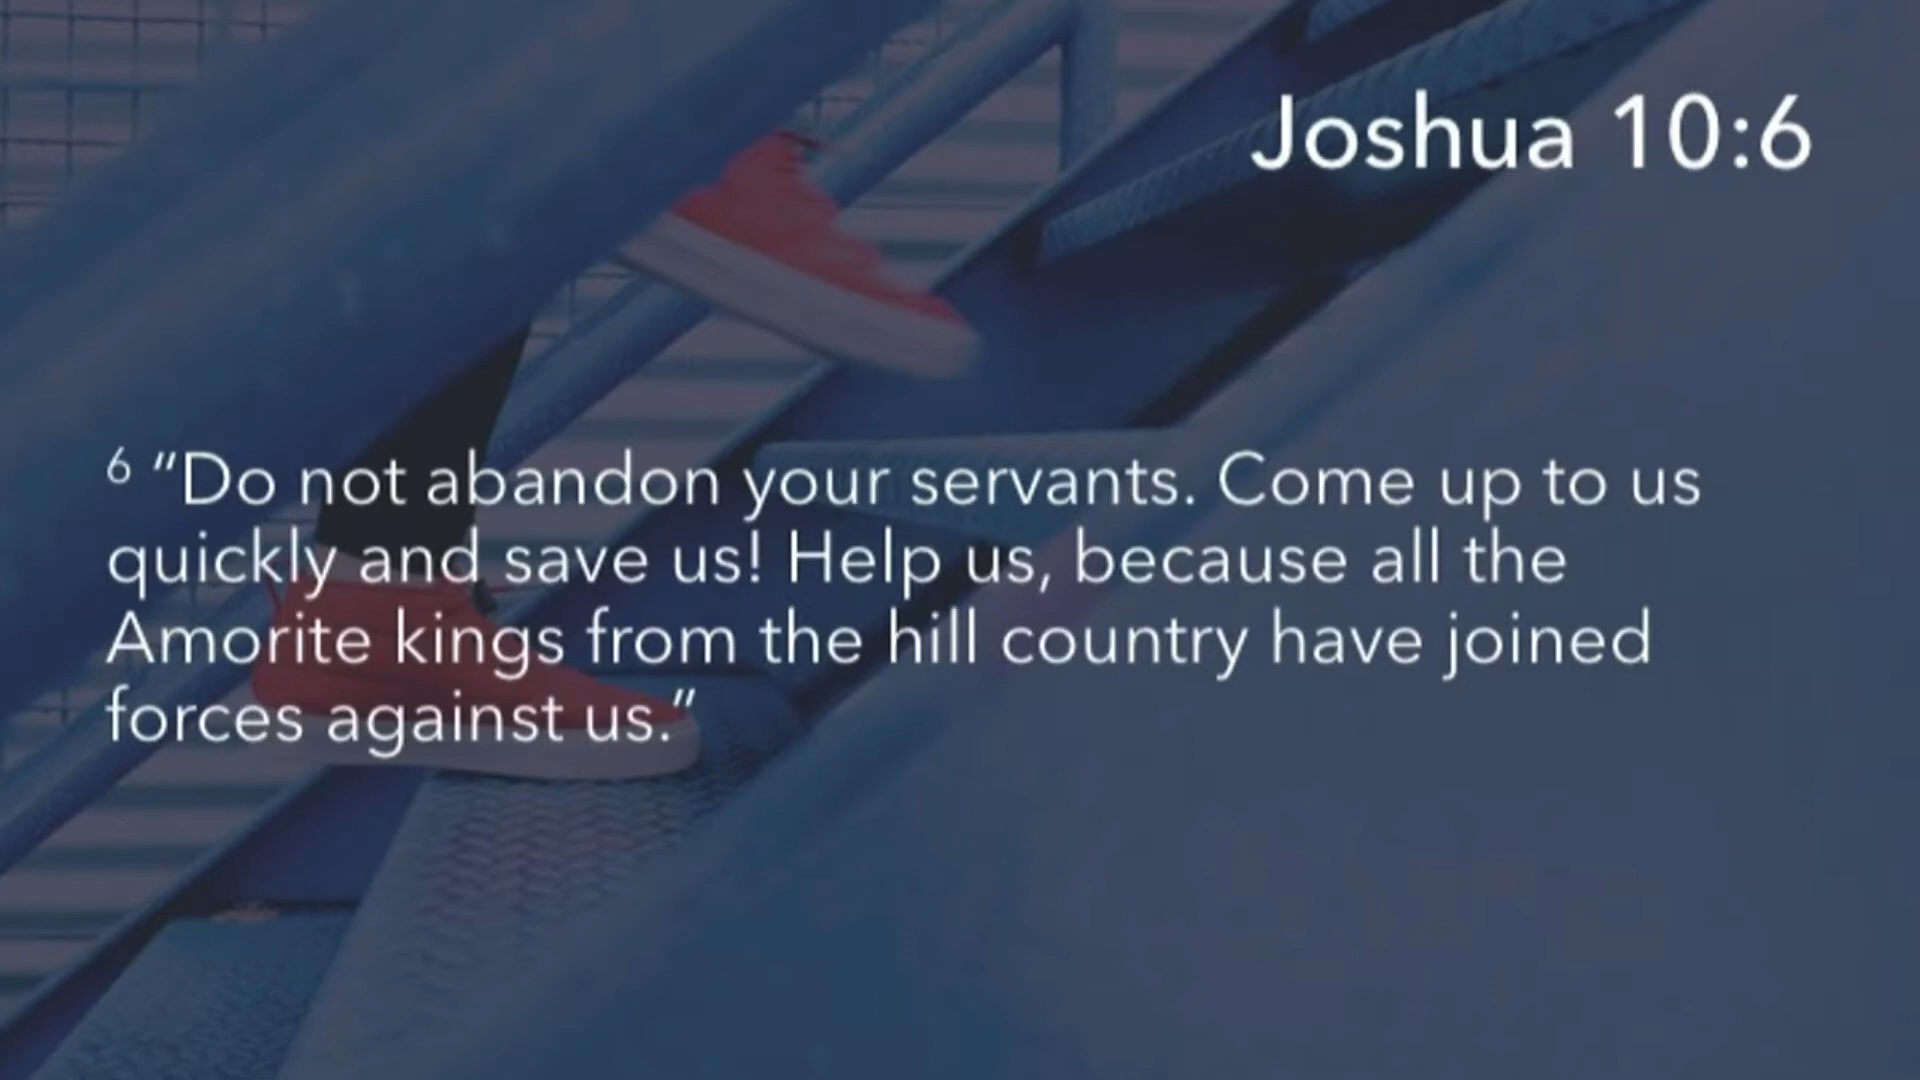 Joshua 10:6
6 "Do not abandon your servants. Come up to us
quickly and save us! Help us, because all the
Amorite kings from the hill country have joined
forces against us."